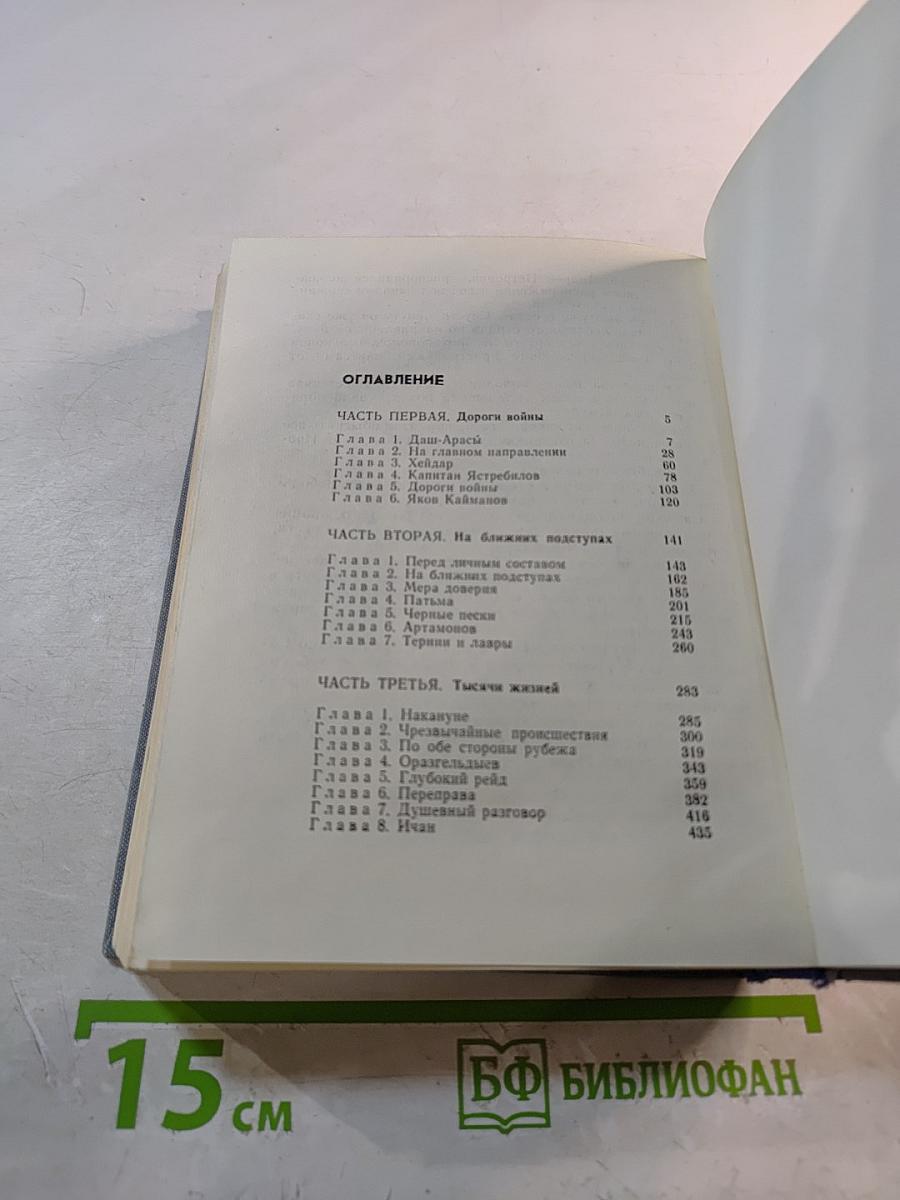 ОГЛАВЛЕНИЕ
ЧАСТЬ ПЕРВАЯ. Дороги войны 5
Глава 1. Даш-Арасы́ 7
Глава 2. На главном направлении 28
Глава 3. Хейдар 60
Глава 4. Капитан Ястребилов 78
Глава 5. Дороги войны 103
Глава 6. Яков Кайманов 120
ЧАСТЬ ВТОРАЯ. На ближних подступах 141
Глава 1. Перед личным составом 143
Глава 2. На ближних подступах 162
Глава 3. Мера доверия 185
Глава 4. Патьма 201
Глава 5. Черные пески 215
Глава 6. Артамонов 243
Глава 7. Тернии и лавры 260
ЧАСТЬ ТРЕТЬЯ. Тысячи жизней 283
Глава 1. Накануне 285
Глава 2. Чрезвычайные происшествия 300
Глава 3. По обе стороны рубежа 319
Глава 4. Оразгельдыев 343
Глава 5. Глубокий рейд 359
Глава 6. Переправа 382
Глава 7. Душевный разговор 416
Глава 8. Ичан 435
15 см
БФ БИБЛИОФАН